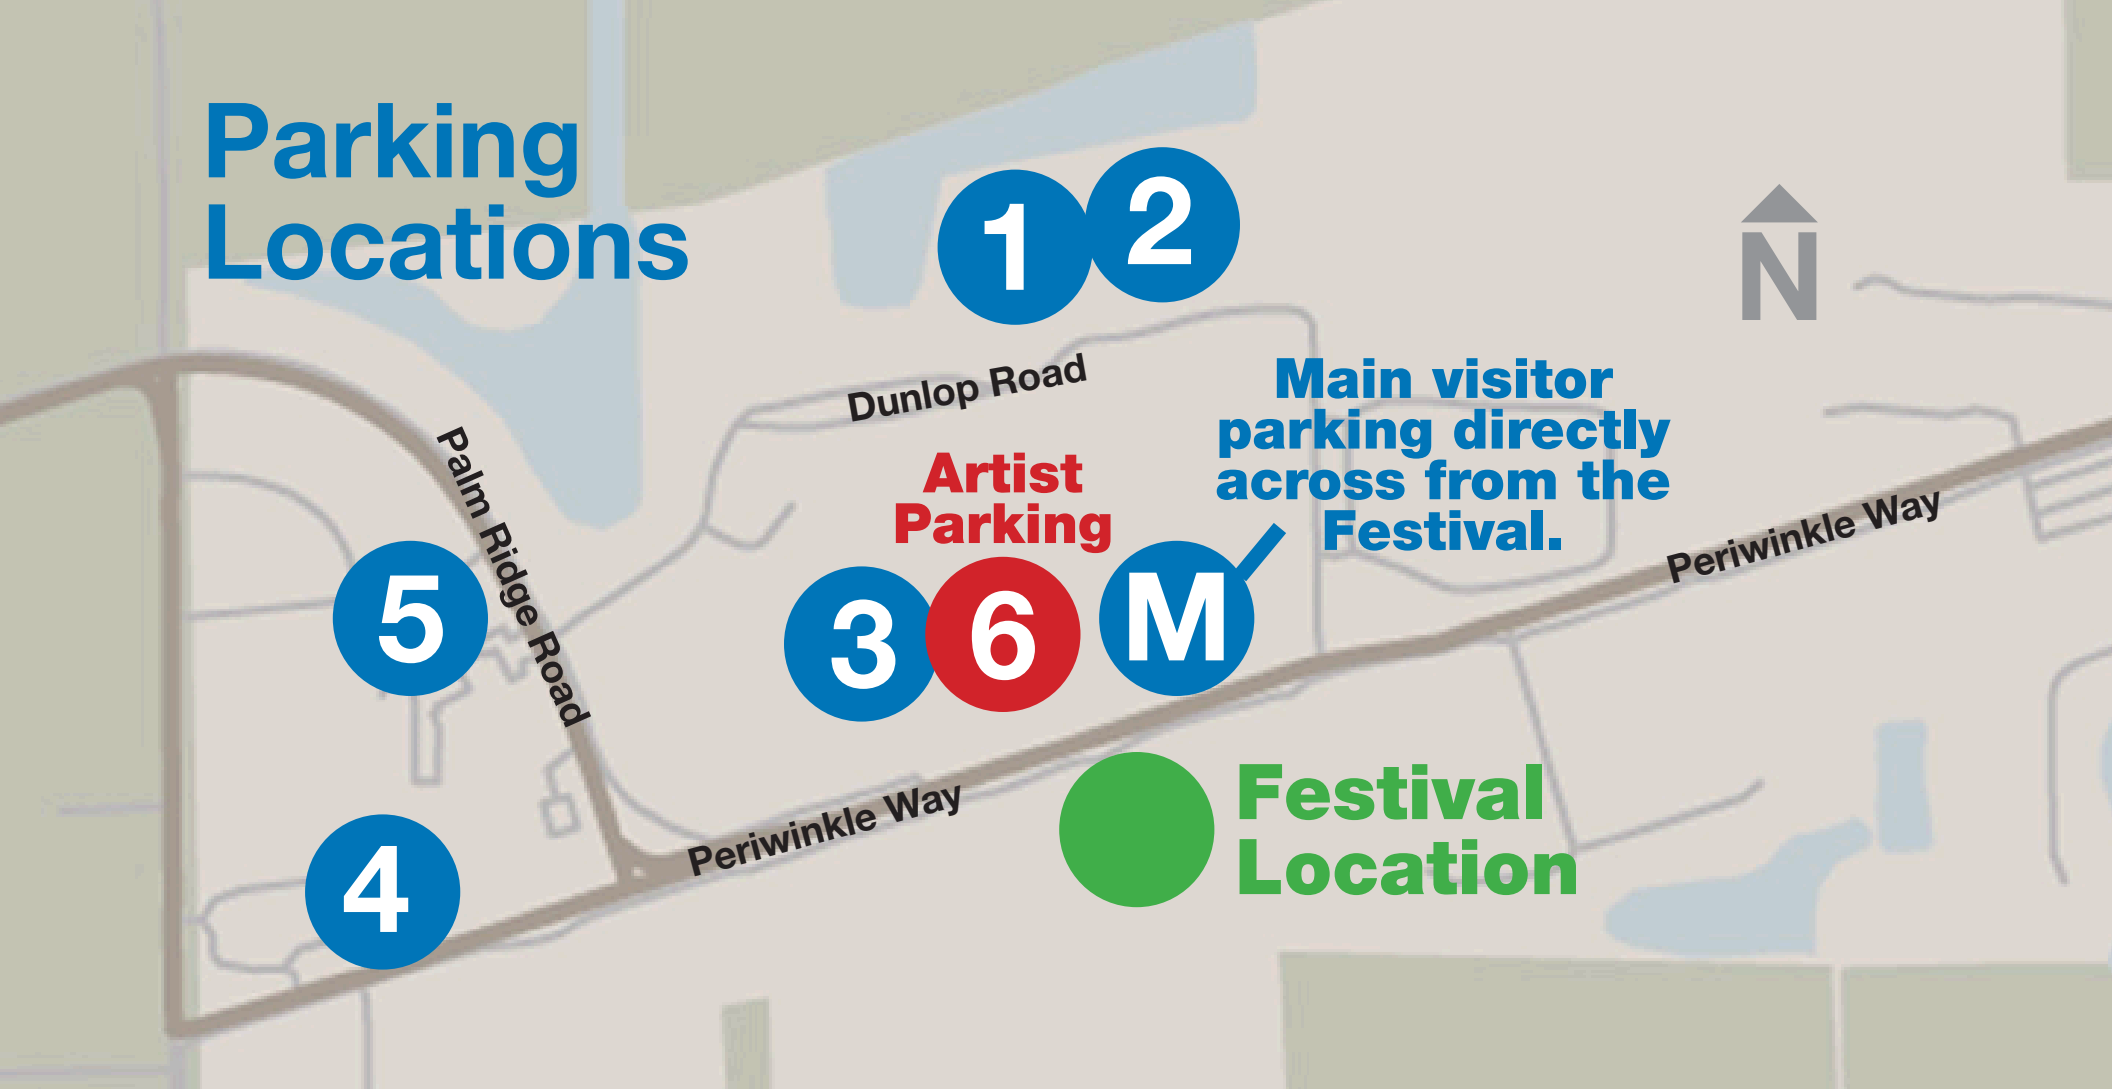 Parking
Locations
1
2
N
Dunlop Road
Main visitor
parking directly
across from the
Festival.
Artist
Parking
Palm Ridge Road
Periwinkle Way
5
3
6
M
Festival
Location
Periwinkle Way
4